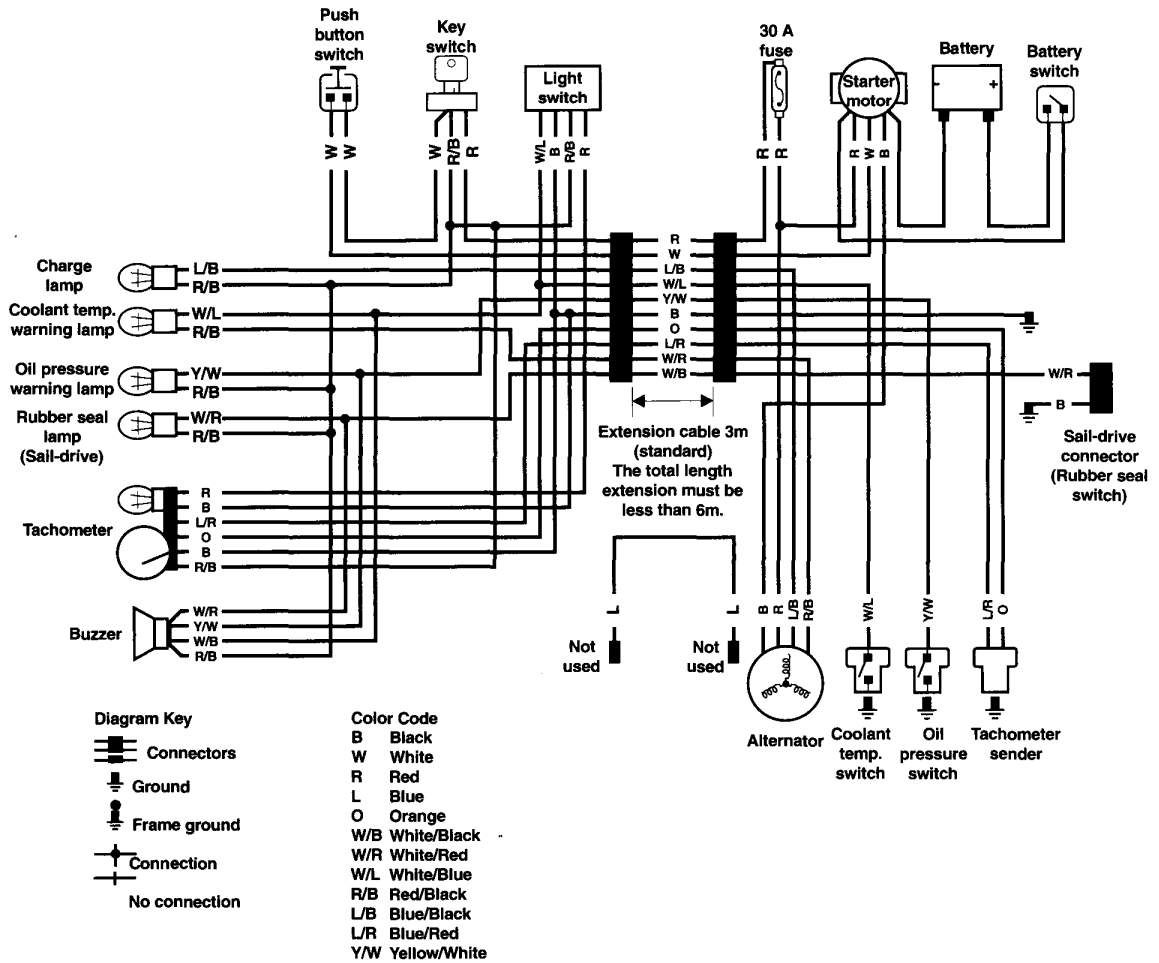 Push
button
switch
Key
switch
Light
switch
30 A
fuse
Starter
motor
Battery
- +
Battery
switch
W
W
W
R/B
R
W/L
B
R/B
R
R
R
R
W
B
Charge
lamp
L/B
R/B
Coolant temp.
warning lamp
W/L
R/B
Oil pressure
warning lamp
Y/W
R/B
Rubber seal
lamp
(Sail-drive)
W/R
R/B
Tachometer
R
B
L/R
O
B
R/B
Buzzer
W/R
Y/W
W/B
R/B
R
W
L/B
W/L
Y/W
B
O
L/R
W/R
W/B
Extension cable 3m
(standard)
The total length
extension must be
less than 6m.
W/R
B
Sail-drive
connector
(Rubber seal
switch)
L
L
Not
used
Not
used
B
R
L/B
R/B
W/L
Y/W
L/R
O
Alternator
Coolant
temp.
switch
Oil
pressure
switch
Tachometer
sender
Diagram Key
Connectors
Ground
Frame ground
Connection
No connection
Color Code
B Black
W White
R Red
L Blue
O Orange
W/B White/Black
W/R White/Red
W/L White/Blue
R/B Red/Black
L/B Blue/Black
L/R Blue/Red
Y/W Yellow/White